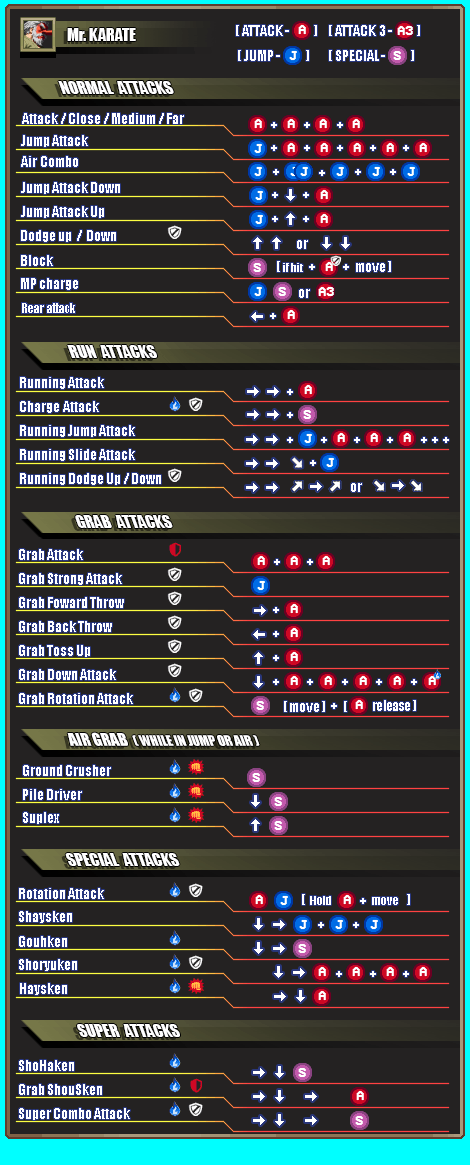 Mr. KARATE
[ ATTACK - A ] [ ATTACK 3 - A3 ]
[ JUMP - J ] [ SPECIAL - S ]
NORMAL ATTACKS
Attack / Close / Medium / Far A + A + A + A
Jump Attack J + A + A + A + A + A
Air Combo J + J + J + J + J
Jump Attack Down J + ↓ + A
Jump Attack Up J + ↑ + A
Dodge up / Down ↑ ↑ or ↓ ↓
Block S [ if hit + A + move ]
MP charge J S or A3
Rear attack ← + A
RUN ATTACKS
Running Attack → → + A
Charge Attack → → + S
Running Jump Attack → → + J + A + A + A + + +
Running Slide Attack → → ↘ + J
Running Dodge Up / Down → → ↗ → ↗ or ↘ → ↘
GRAB ATTACKS
Grab Attack A + A + A
Grab Strong Attack J
Grab Foward Throw → + A
Grab Back Throw ← + A
Grab Toss Up ↑ + A
Grab Down Attack ↓ + A + A + A + A + A
Grab Rotation Attack S [move] + [ A release ]
AIR GRAB [ WHILE IN JUMP OR AIR ]
Ground Crusher S
Pile Driver ↓ S
Suplex ↑ S
SPECIAL ATTACKS
Rotation Attack A J [ Hold A + move ]
Shaysken ↓ → J + J + J
Gouhken ↓ → S
Shoryuken ↓ → A + A + A + A
Haysken → ↓ A
SUPER ATTACKS
ShoHaken → ↓ S
Grab ShouSken → ↓ → A
Super Combo Attack → ↓ → S